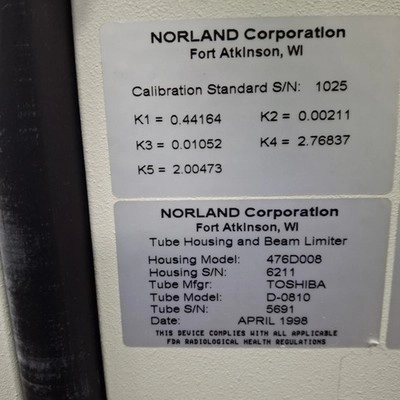 NORLAND Corporation
Fort Atkinson, WI
Calibration Standard S/N: 1025
K1 = 0.44164 K2 = 0.00211
K3 = 0.01052 K4 = 2.76837
K5 = 2.00473
NORLAND Corporation
Fort Atkinson, WI
Tube Housing and Beam Limiter
Housing Model: 476D008
Housing S/N: 6211
Tube Mfgr: TOSHIBA
Tube Model: D-0810
Tube S/N: 5691
Date: APRIL 1998
THIS DEVICE COMPLIES WITH ALL APPLICABLE
FDA RADIOLOGICAL HEALTH REGULATIONS